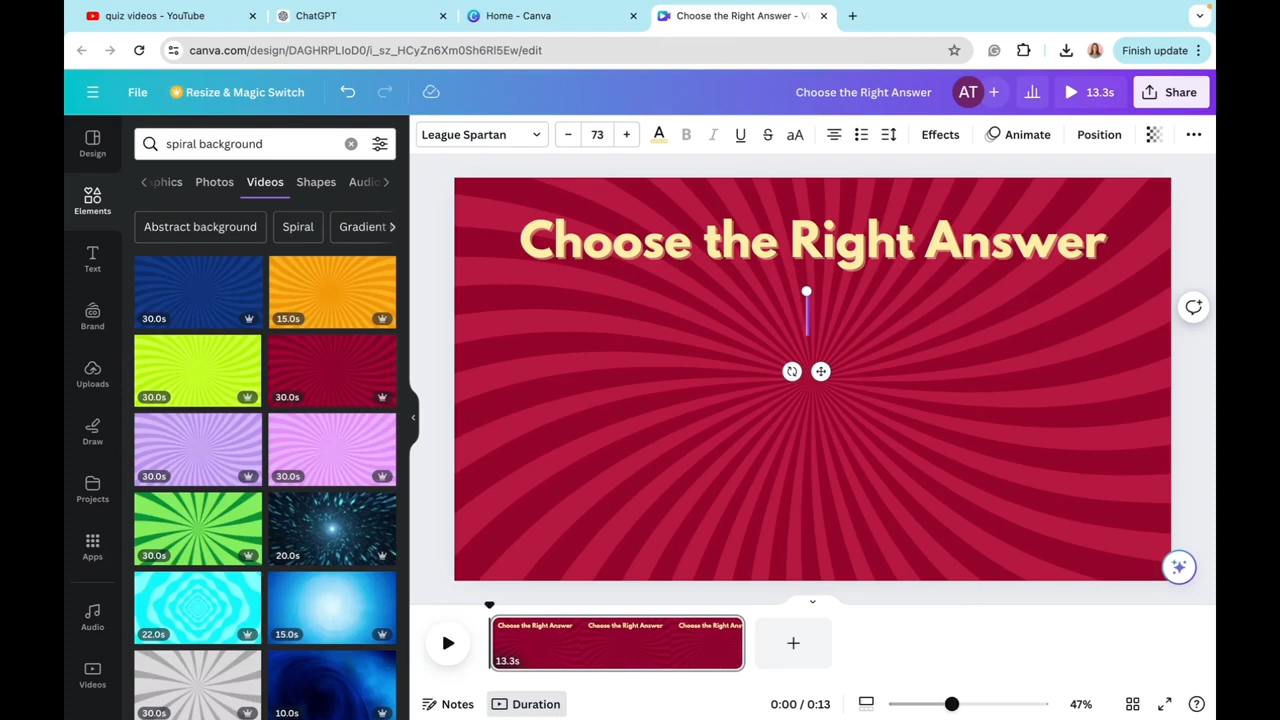 quiz videos - YouTube
ChatGPT
Home - Canva
Choose the Right Answer - Vi
canva.com/design/DAGHRPLIoD0/i_sz_HCyZn6Xm0Sh6Rl5Ew/edit
Finish update
File
Resize & Magic Switch
Choose the Right Answer
AT
13.3s
Share
Design
Elements
Text
Brand
Uploads
Draw
Projects
Apps
Audio
Videos
spiral background
aphics
Photos
Videos
Shapes
Audio
Abstract background
Spiral
Gradient
30.0s
15.0s
30.0s
30.0s
30.0s
30.0s
30.0s
20.0s
22.0s
15.0s
30.0s
10.0s
League Spartan
– 73 +
A B I U S aA
Effects
Animate
Position
Choose the Right Answer
Choose the Right Answer Choose the Right Answer Choose the Right Ans
13.3s
Notes
Duration
0:00 / 0:13
47%